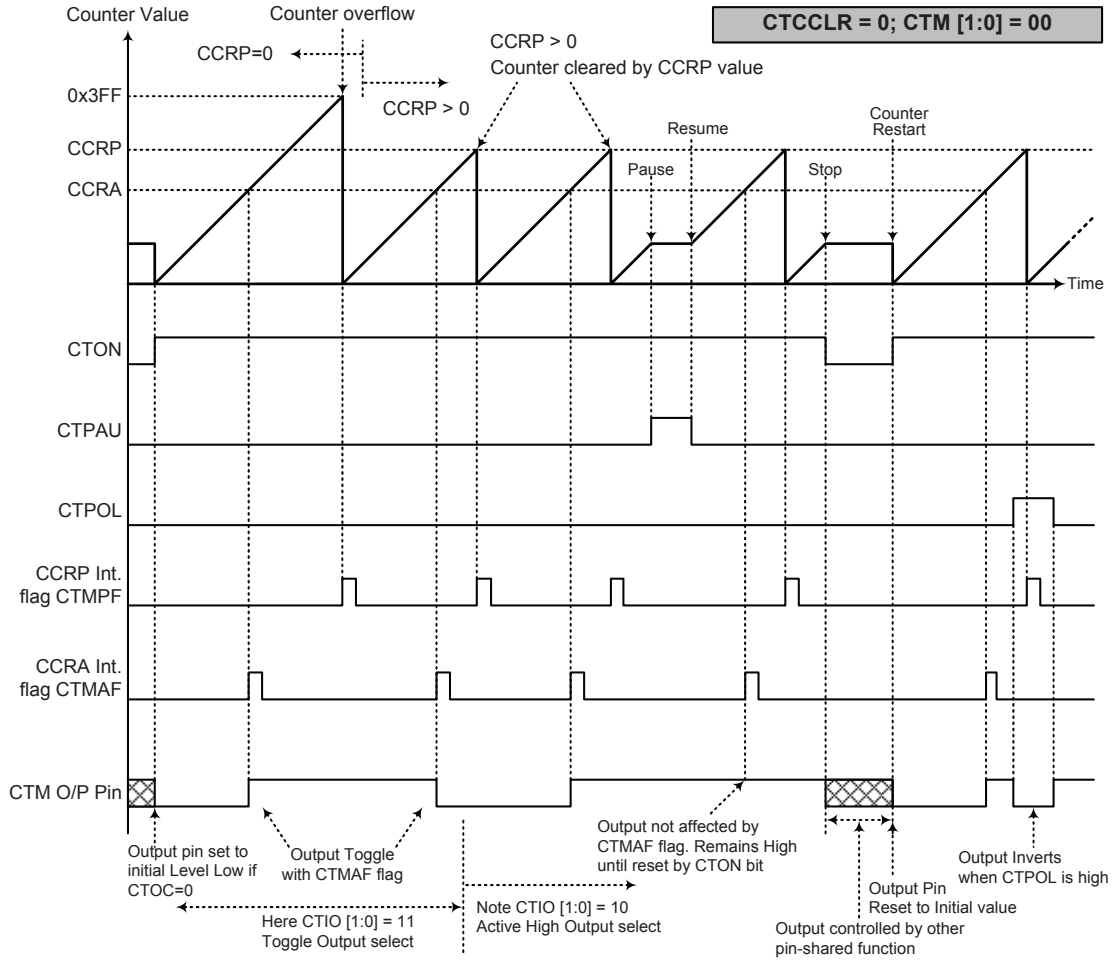 Counter Value
Counter overflow
CTCCLR = 0; CTM [1:0] = 00
CCRP=0
CCRP > 0
CCRP > 0
Counter cleared by CCRP value
0x3FF
CCRP
CCRA
Pause
Resume
Stop
Counter
Restart
Time
CTON
CTPAU
CTPOL
CCRP Int.
flag CTMPF
CCRA Int.
flag CTMAF
CTM O/P Pin
Output pin set to
initial Level Low if
CTOC=0
Output Toggle
with CTMAF flag
Here CTIO [1:0] = 11
Toggle Output select
Note CTIO [1:0] = 10
Active High Output select
Output not affected by
CTMAF flag. Remains High
until reset by CTON bit
Output controlled by other
pin-shared function
Output Pin
Reset to Initial value
Output Inverts
when CTPOL is high